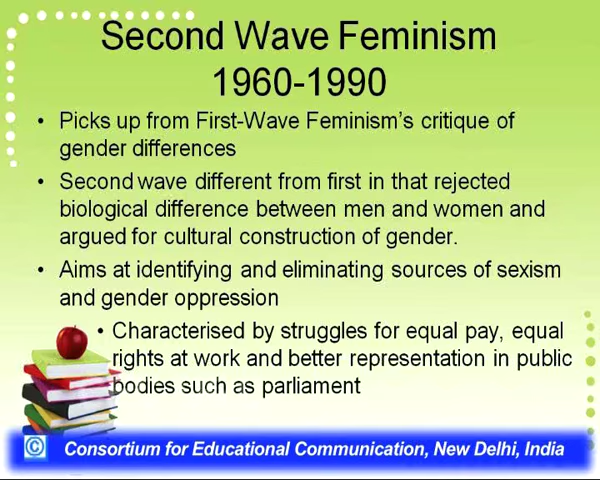 Second Wave Feminism
1960-1990
• Picks up from First-Wave Feminism's critique of
gender differences
• Second wave different from first in that rejected
biological difference between men and women and
argued for cultural construction of gender.
• Aims at identifying and eliminating sources of sexism
and gender oppression
• Characterised by struggles for equal pay, equal
rights at work and better representation in public
bodies such as parliament
© Consortium for Educational Communication, New Delhi, India